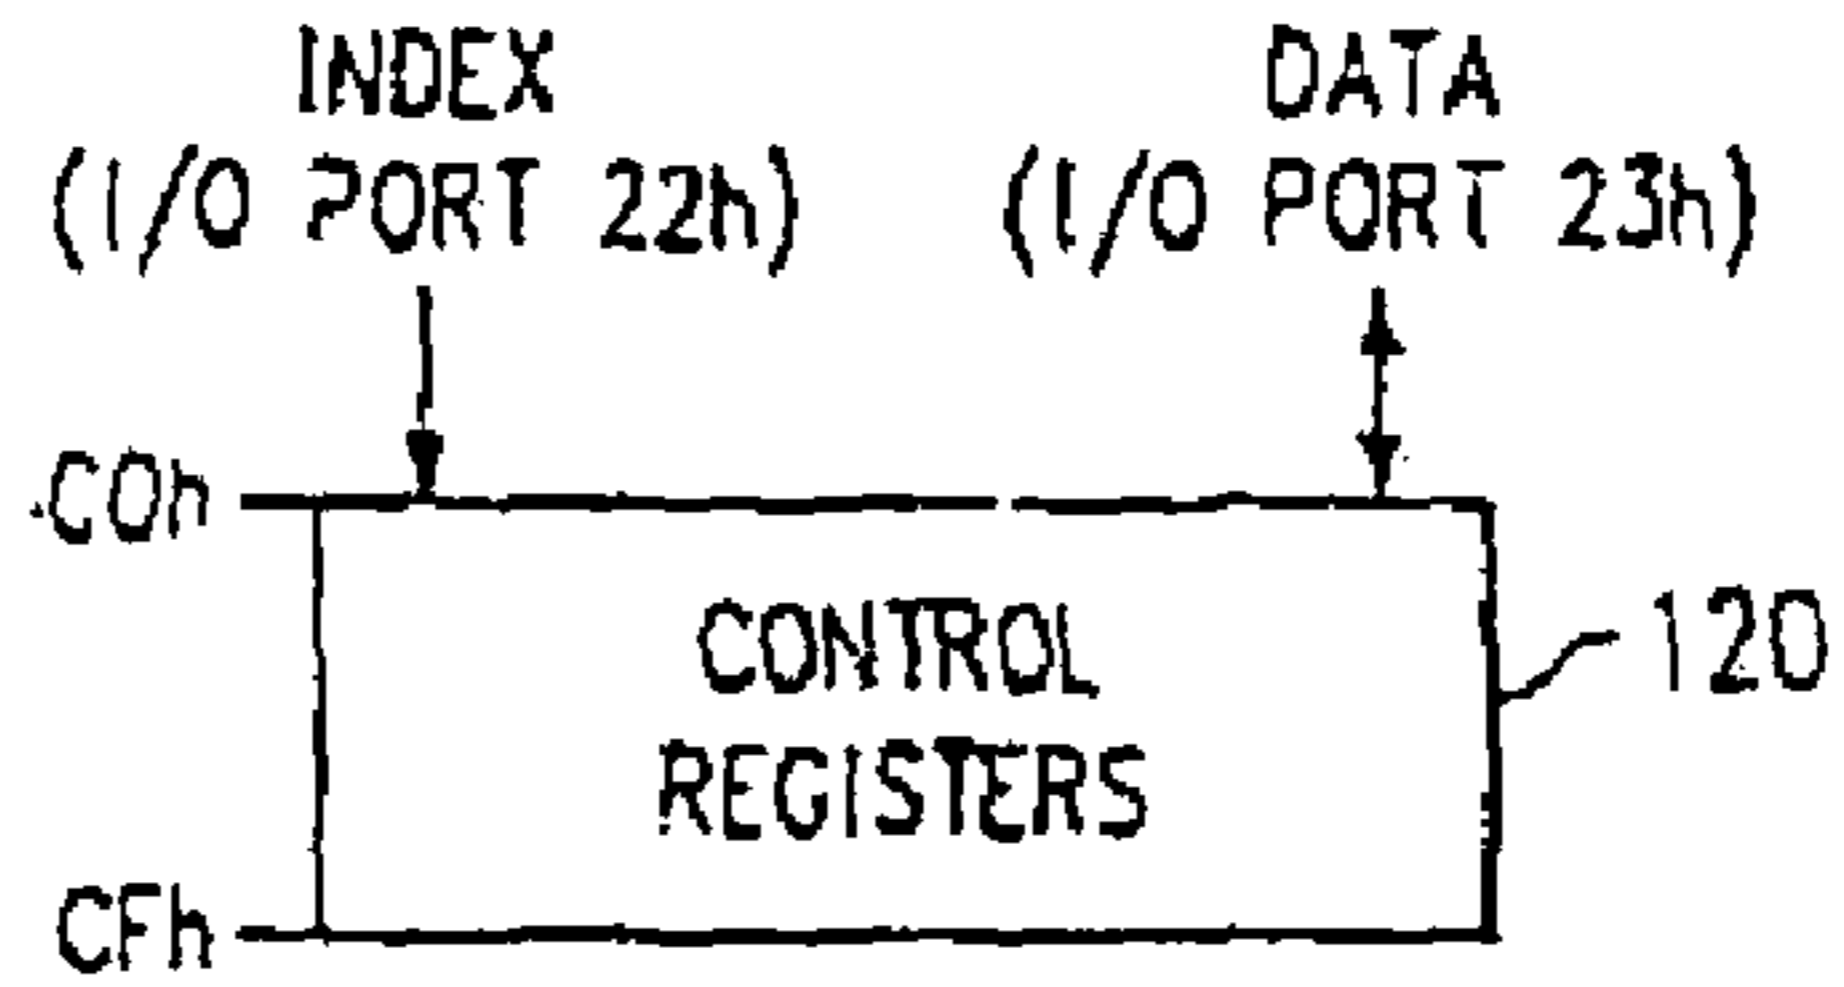 INDEX
(I/O PORT 22h)
DATA
(I/O PORT 23h)
C0h
CONTROL
REGISTERS
120
CFh